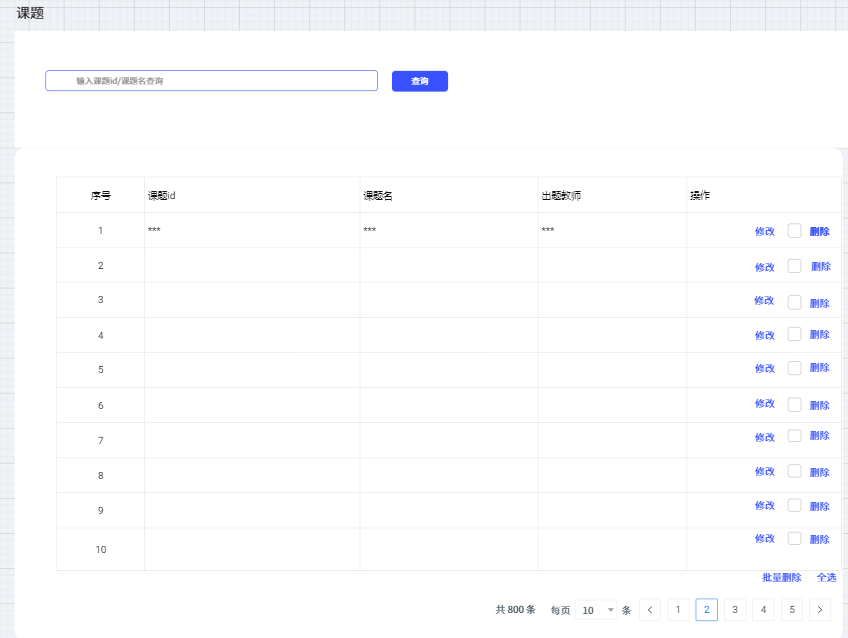 课题
输入课题id/课题名查询 查询
序号 课题id 课题名 出题教师 操作
1 *** *** *** 修改 删除
2 修改 删除
3 修改 删除
4 修改 删除
5 修改 删除
6 修改 删除
7 修改 删除
8 修改 删除
9 修改 删除
10 修改 删除
批量删除 全选
共 800 条 每页 10 条 1 2 3 4 5